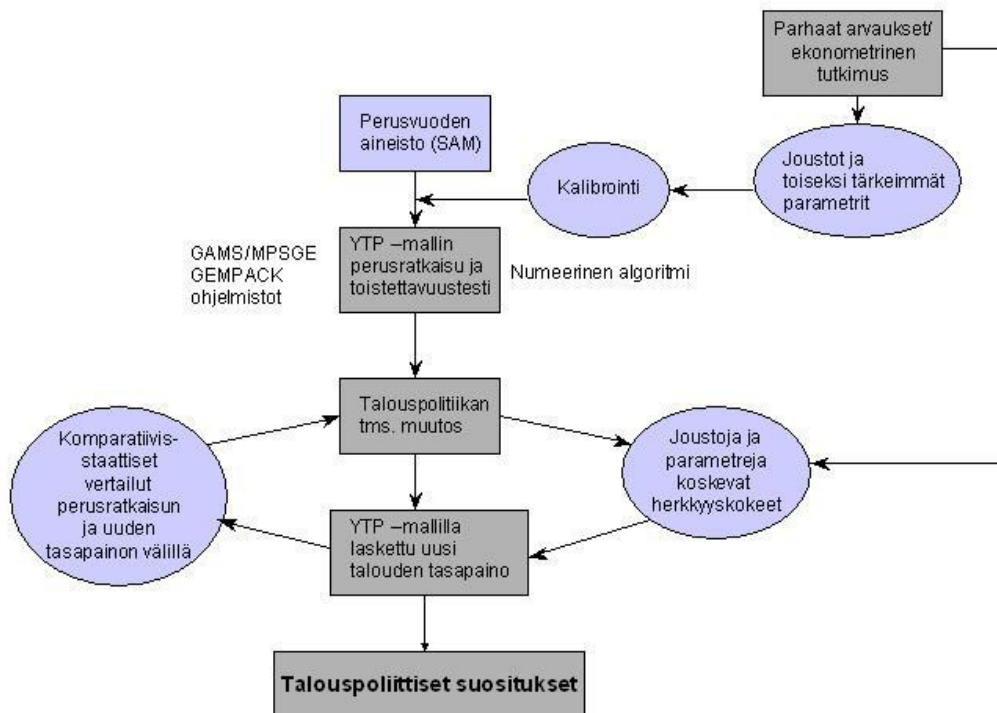 Parhaat arvaukset/
ekonometrinen
tutkimus
Perusvuoden
aineisto (SAM)
Kalibrointi
Joustot ja
toiseksi tärkeimmät
parametrit
GAMS/MPSGE
GEMPACK
ohjelmistot
YTP –mallin
perusratkaisu ja
toistettavuustesti
Numeerinen algoritmi
Talouspolitiikan
tms. muutos
Komparatiivis-
staattiset
vertailut
perusratkaisun
ja uuden
tasapainon välillä
Joustoja ja
parametreja
koskevat
herkkyyskokeet
YTP –mallilla
laskettu uusi
talouden tasapaino
Talouspoliittiset suositukset